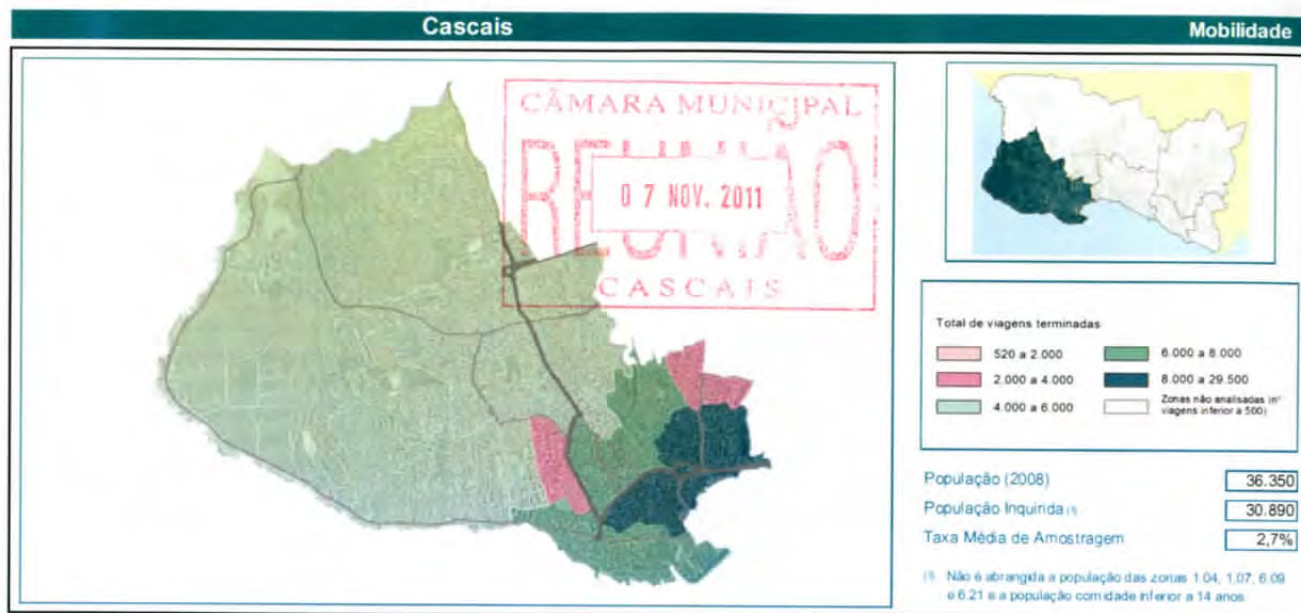 Cascais
Mobilidade
CÂMARA MUNICIPAL
REUNIÃO
0 7 NOV. 2011
CASCAIS
Total de viagens terminadas
520 a 2.000
2.000 a 4.000
4.000 a 6.000
6.000 a 8.000
8.000 a 29.500
Zonas não analisadas (nº
viagens inferior a 500)
População (2008) 36.350
População Inquirida (1) 30.890
Taxa Média de Amostragem 2,7%
(1) Não é abrangida a população das zonas 1.04, 1.07, 6.09
e 6.21 e a população com idade inferior a 14 anos